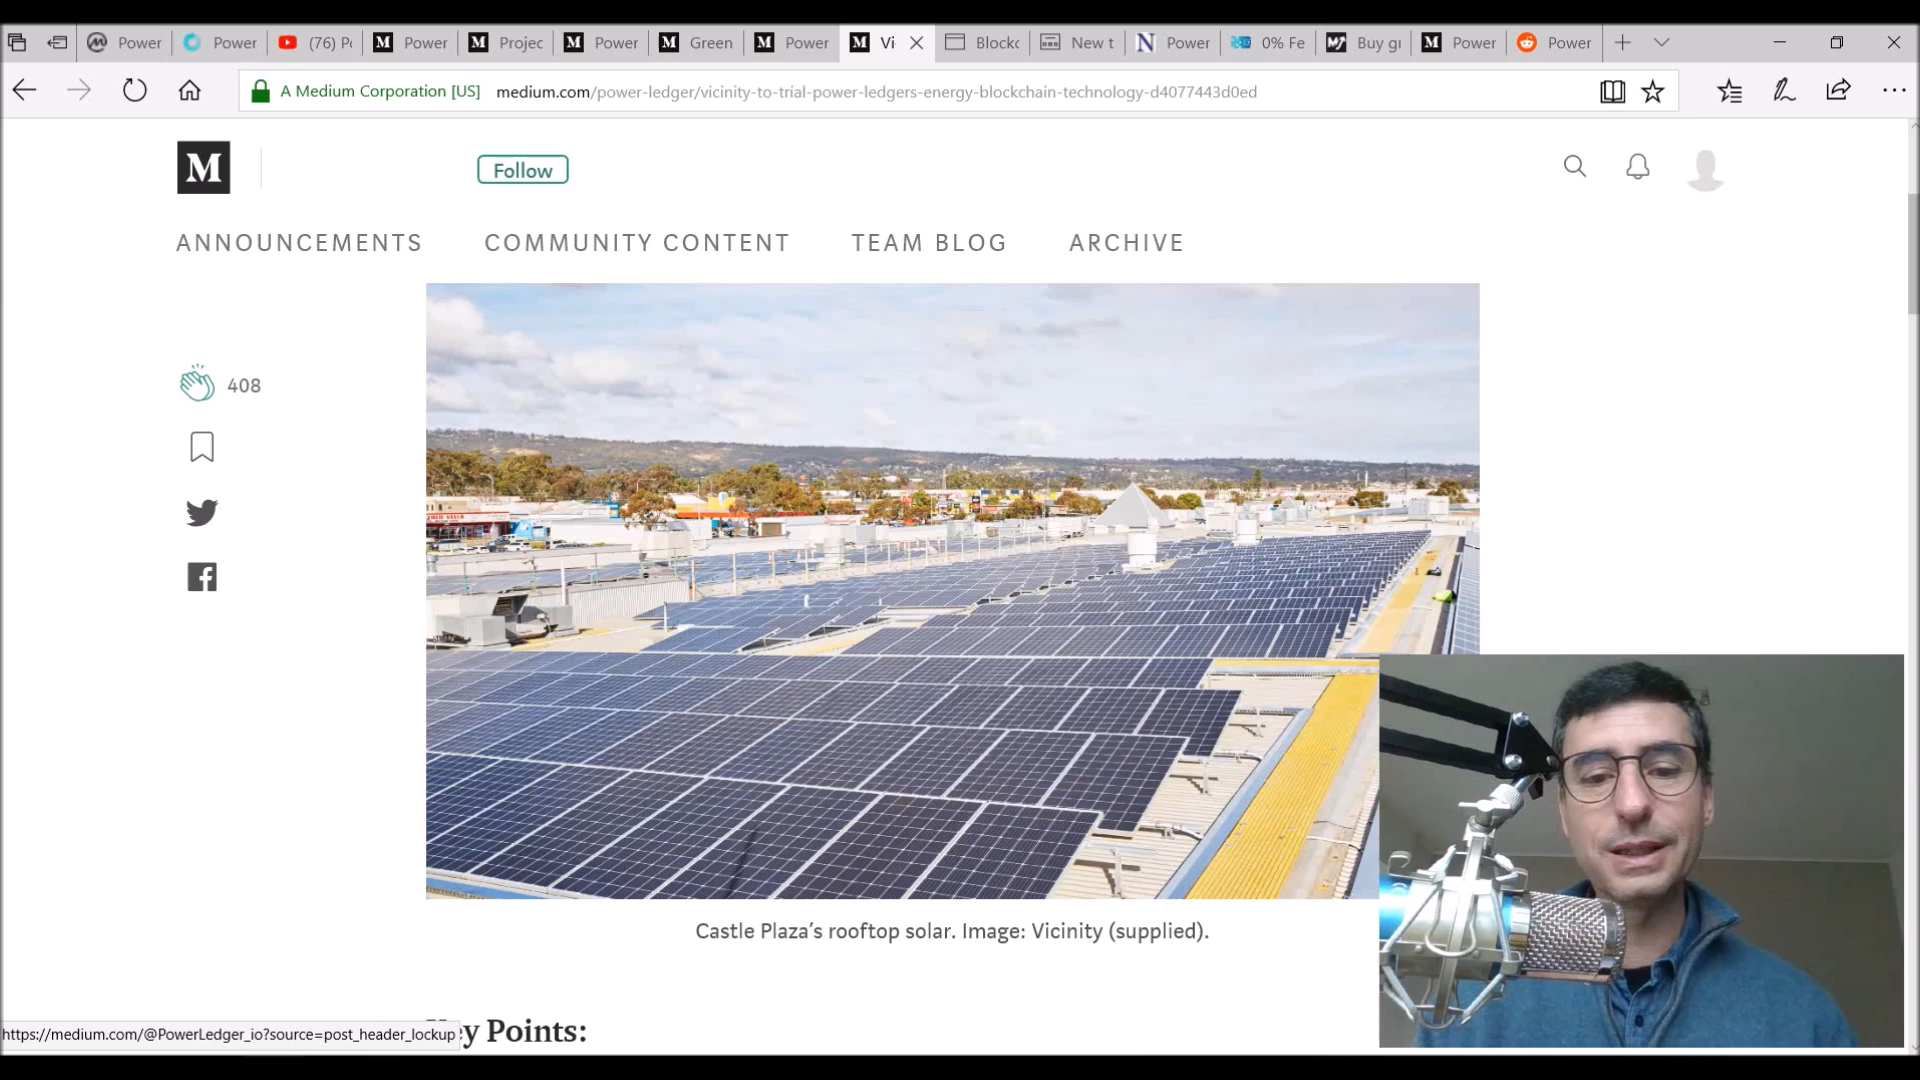 Power
Power
(76) P
Power
Projec
Power
Green
Power
Vi
Blockc
New t
Power
0% Fe
Buy gr
Power
Power
A Medium Corporation [US] medium.com/power-ledger/vicinity-to-trial-power-ledgers-energy-blockchain-technology-d4077443d0ed
M
Follow
ANNOUNCEMENTS COMMUNITY CONTENT TEAM BLOG ARCHIVE
408
Castle Plaza’s rooftop solar. Image: Vicinity (supplied).
Key Points:
https://medium.com/@PowerLedger_io?source=post_header_lockup